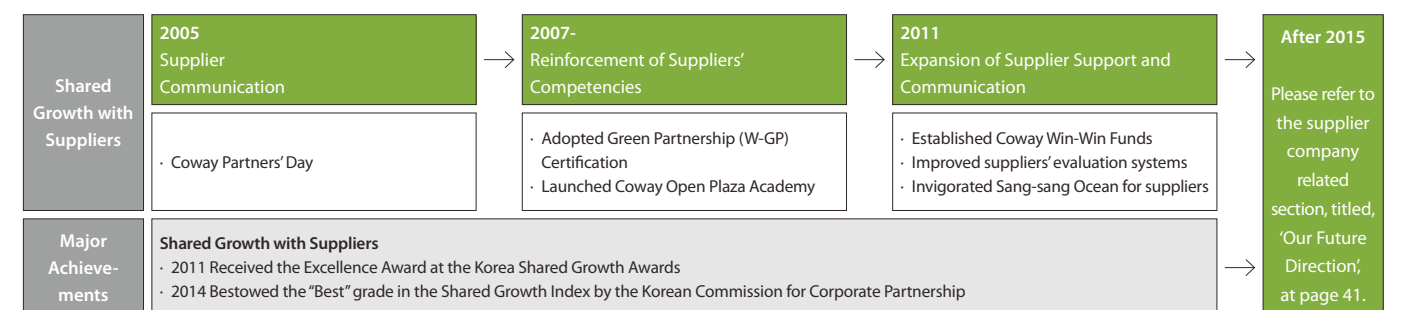 Shared
Growth with
Suppliers
2005
Supplier
Communication
· Coway Partners' Day
2007-
Reinforcement of Suppliers'
Competencies
· Adopted Green Partnership (W-GP)
Certification
· Launched Coway Open Plaza Academy
2011
Expansion of Supplier Support and
Communication
· Established Coway Win-Win Funds
· Improved suppliers' evaluation systems
· Invigorated Sang-sang Ocean for suppliers
Major
Achieve-
ments
Shared Growth with Suppliers
· 2011 Received the Excellence Award at the Korea Shared Growth Awards
· 2014 Bestowed the "Best" grade in the Shared Growth Index by the Korean Commission for Corporate Partnership
After 2015
Please refer to
the supplier
company
related
section, titled,
'Our Future
Direction',
at page 41.